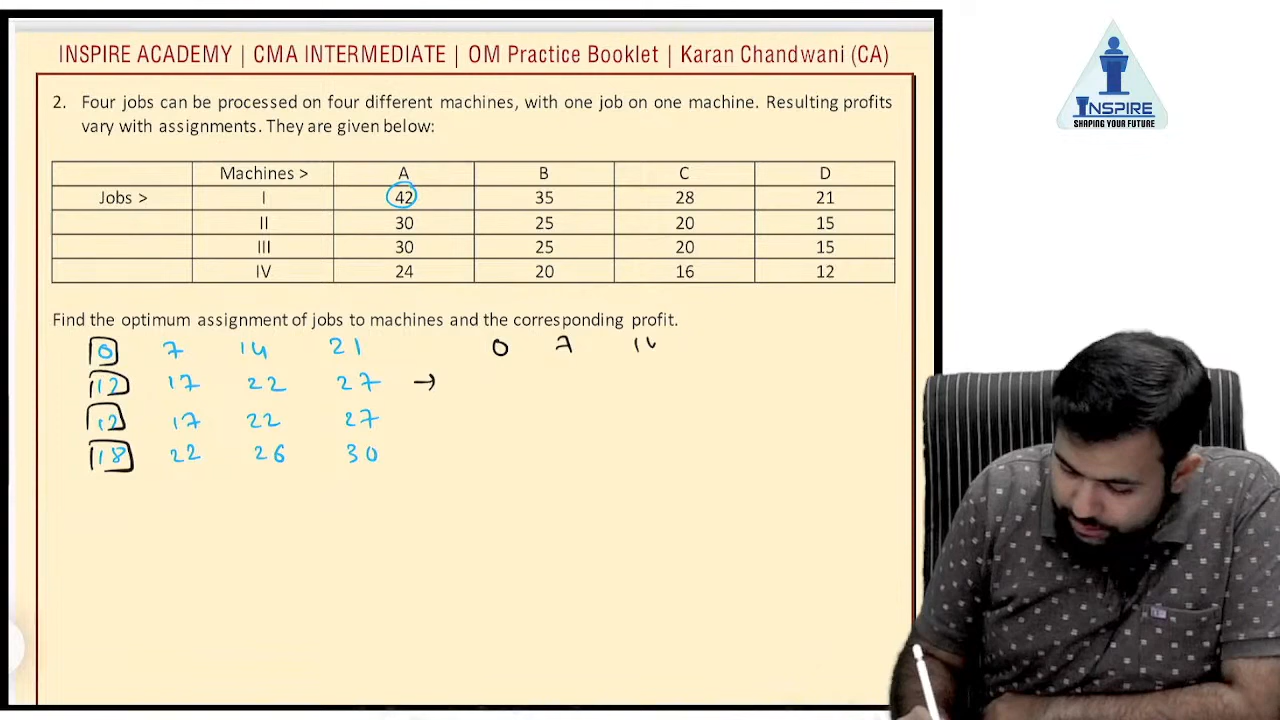 INSPIRE ACADEMY | CMA INTERMEDIATE | OM Practice Booklet | Karan Chandwani (CA)
INSPIRE
SHAPING YOUR FUTURE
2. Four jobs can be processed on four different machines, with one job on one machine. Resulting profits
vary with assignments. They are given below:
Machines > A B C D
Jobs > I 42 35 28 21
II 30 25 20 15
III 30 25 20 15
IV 24 20 16 12
Find the optimum assignment of jobs to machines and the corresponding profit.
0 7 14 21 0 7 14
12 17 22 27 →
12 17 22 27
18 22 26 30